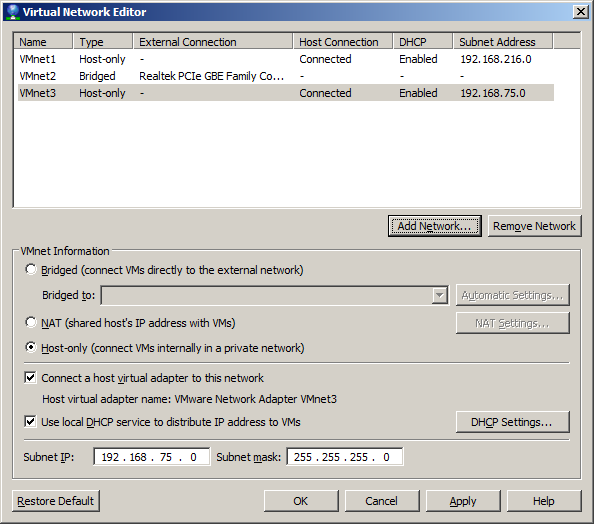 Virtual Network Editor
Name Type External Connection Host Connection DHCP Subnet Address
VMnet1 Host-only - Connected Enabled 192.168.216.0
VMnet2 Bridged Realtek PCIe GBE Family Co... - - -
VMnet3 Host-only - Connected Enabled 192.168.75.0
Add Network... Remove Network
VMnet Information
Bridged (connect VMs directly to the external network)
Bridged to: Automatic Settings...
NAT (shared host's IP address with VMs) NAT Settings...
Host-only (connect VMs internally in a private network)
Connect a host virtual adapter to this network
Host virtual adapter name: VMware Network Adapter VMnet3
Use local DHCP service to distribute IP address to VMs DHCP Settings...
Subnet IP: 192 . 168 . 75 . 0 Subnet mask: 255 . 255 . 255 . 0
Restore Default OK Cancel Apply Help